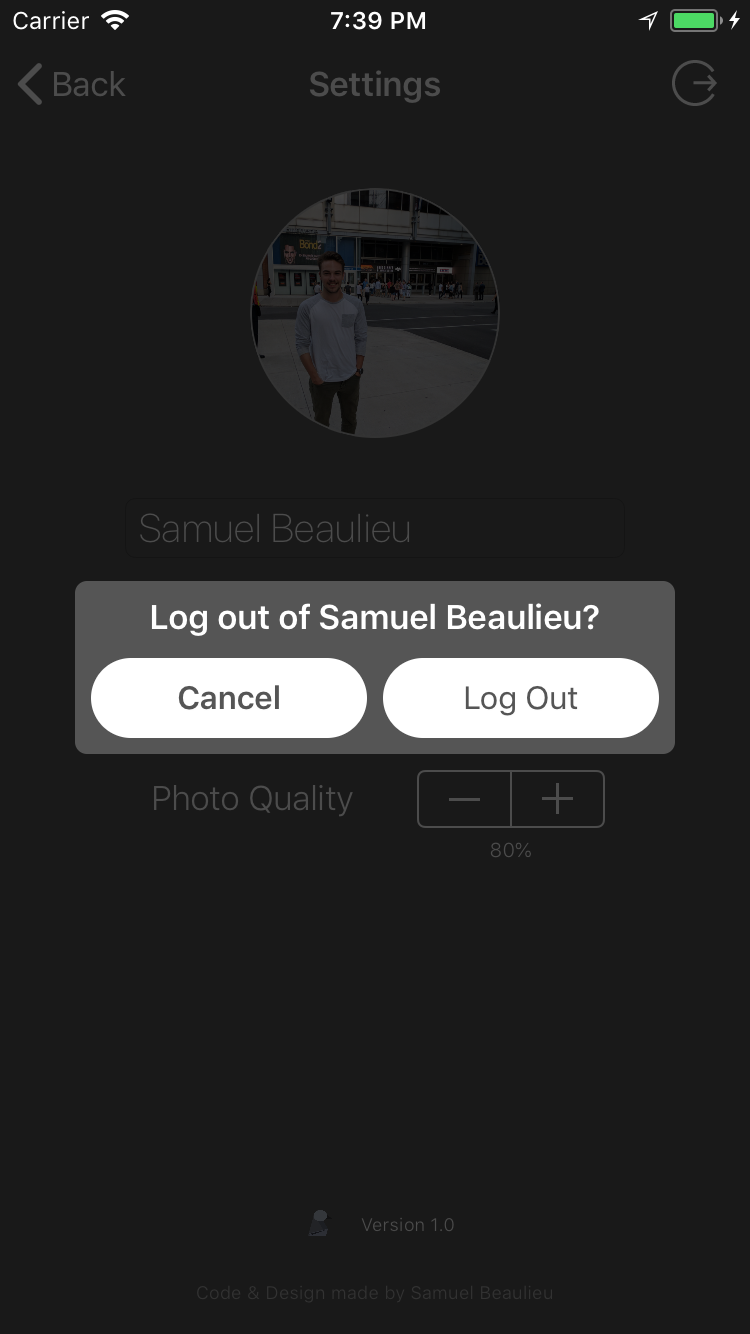 Carrier 7:39 PM
Back Settings
Samuel Beaulieu
Log out of Samuel Beaulieu?
Cancel Log Out
Photo Quality
80%
Version 1.0
Code & Design made by Samuel Beaulieu